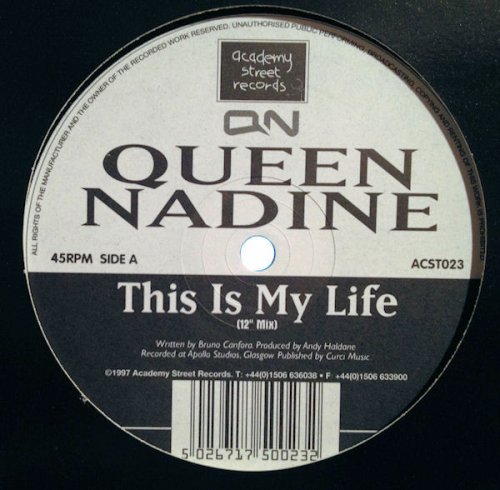 ALL RIGHTS OF THE MANUFACTURER AND THE OWNER OF THE RECORDED WORK RESERVED. UNAUTHORISED PUBLIC PERFORMING, BROADCASTING, COPYING AND RENTING OF THIS WORK IS PROHIBITED
academy
street
records
QN
QUEEN
NADINE
45RPM SIDE A
ACST023
This Is My Life
(12" Mix)
Written by Bruno Canfora. Produced by Andy Haldane
Recorded at Apollo Studios, Glasgow Published by Curci Music
©1997 Academy Street Records. T: +44(0)1506 636038 • F: +44(0)1506 633900
5 026717 500232